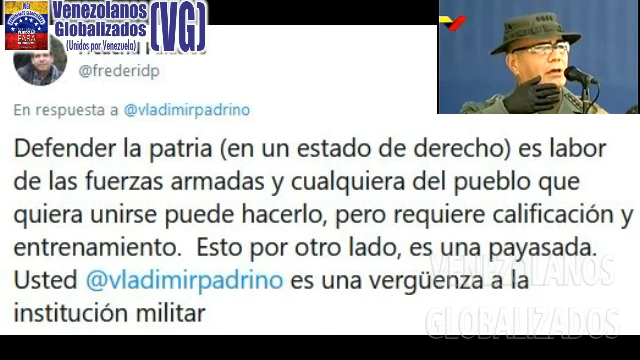 Venezolanos
Globalizados
(Unidos por Venezuela)
(VG)
@frederidp
En respuesta a @vladimirpadrino
Defender la patria (en un estado de derecho) es labor
de las fuerzas armadas y cualquiera del pueblo que
quiera unirse puede hacerlo, pero requiere calificación y
entrenamiento. Esto por otro lado, es una payasada.
Usted @vladimirpadrino es una vergüenza a la
institución militar
VENEZOLANOS
GLOBALIZADOS